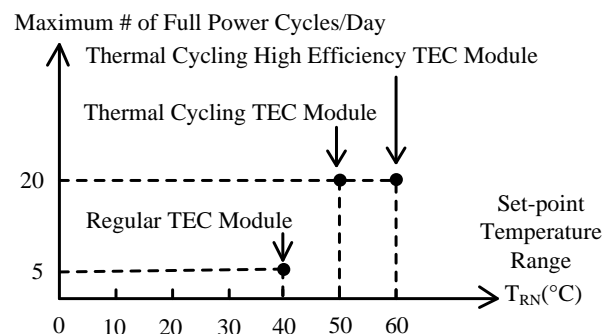 Maximum # of Full Power Cycles/Day
Thermal Cycling High Efficiency TEC Module
Thermal Cycling TEC Module
20
Regular TEC Module
Set-point
Temperature
Range
5
T_RN(°C)
0 10 20 30 40 50 60